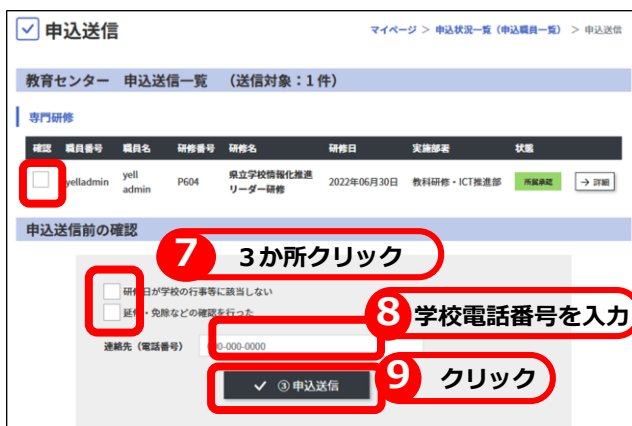 申込送信
マイページ > 申込状況一覧（申込職員一覧） > 申込送信
教育センター 申込送信一覧 （送信対象：1件）
専門研修
確認 職員番号 職員名 研修番号 研修名 研修日 実施部署 状態
yelladmin yell admin P604 県立学校情報化推進リーダー研修 2022年06月30日 教科研修・ICT推進部 所属承認 → 詳細
申込送信前の確認
7 3か所クリック
研修日が学校の行事等に該当しない
延期・免除などの確認を行った
8 学校電話番号を入力
連絡先（電話番号） 000-000-0000
✓ ③申込送信
9 クリック